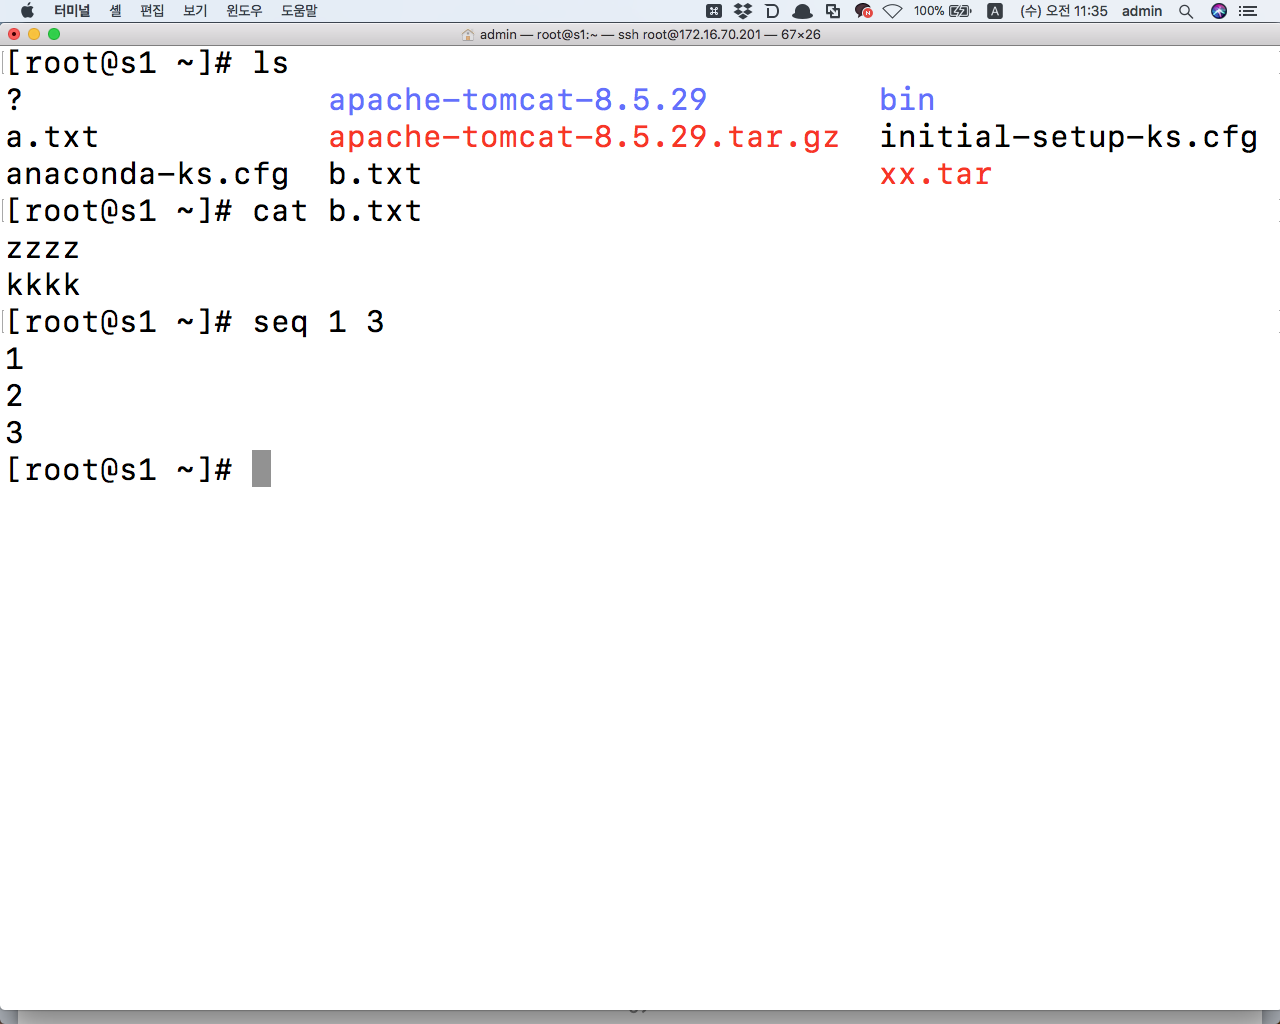 터미널 셸 편집 보기 윈도우 도움말 100% A (수) 오전 11:35 admin
admin — root@s1:~ — ssh root@172.16.70.201 — 67×26
[root@s1 ~]# ls
? apache-tomcat-8.5.29 bin
a.txt apache-tomcat-8.5.29.tar.gz initial-setup-ks.cfg
anaconda-ks.cfg b.txt xx.tar
[root@s1 ~]# cat b.txt
zzzz
kkkk
[root@s1 ~]# seq 1 3
1
2
3
[root@s1 ~]#